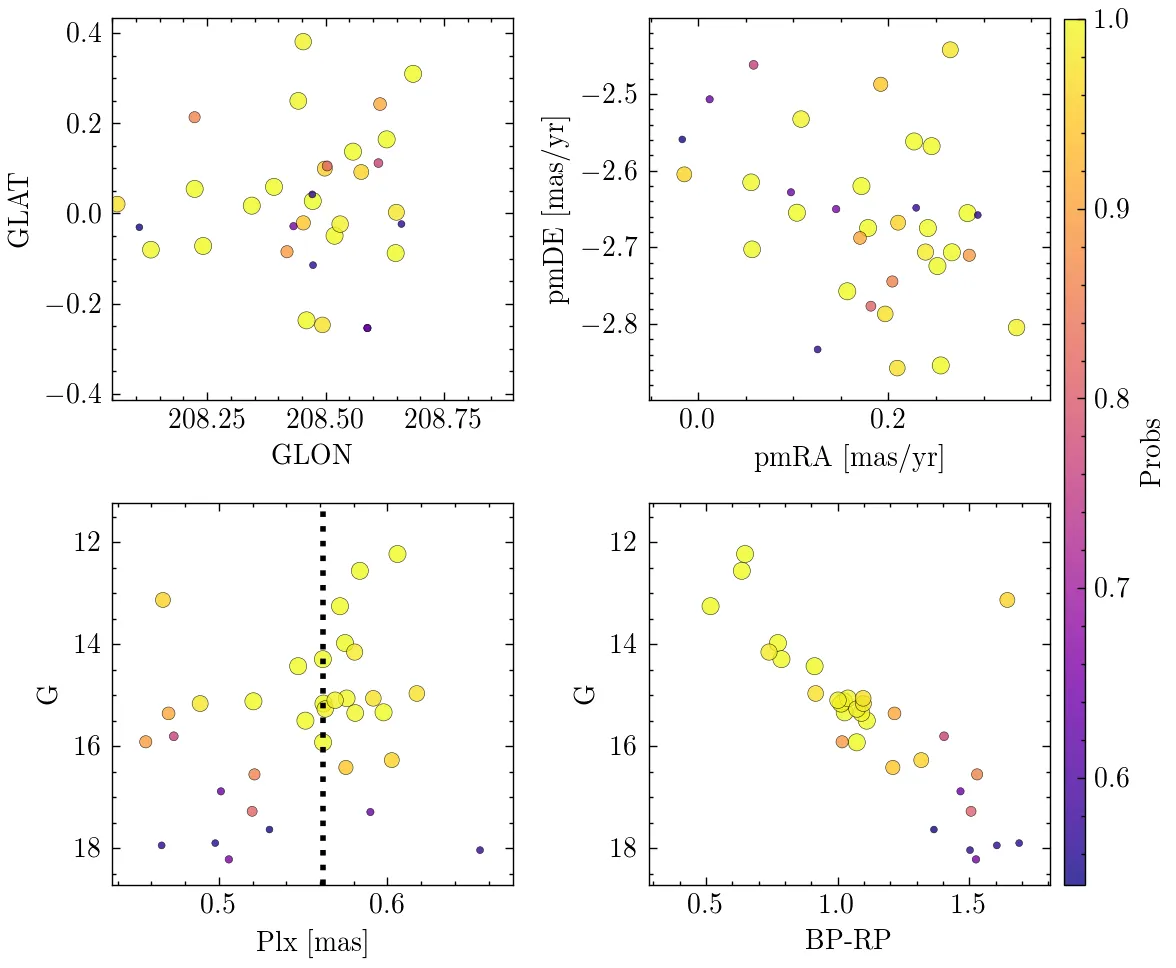 0.4
0.2
0.0
−0.2
−0.4
GLAT
208.25 208.50 208.75
GLON
−2.5
−2.6
−2.7
−2.8
pmDE [mas/yr]
0.0 0.2
pmRA [mas/yr]
12
14
16
18
G
0.5 0.6
Plx [mas]
12
14
16
18
G
0.5 1.0 1.5
BP-RP
1.0
0.9
0.8
0.7
0.6
Probs